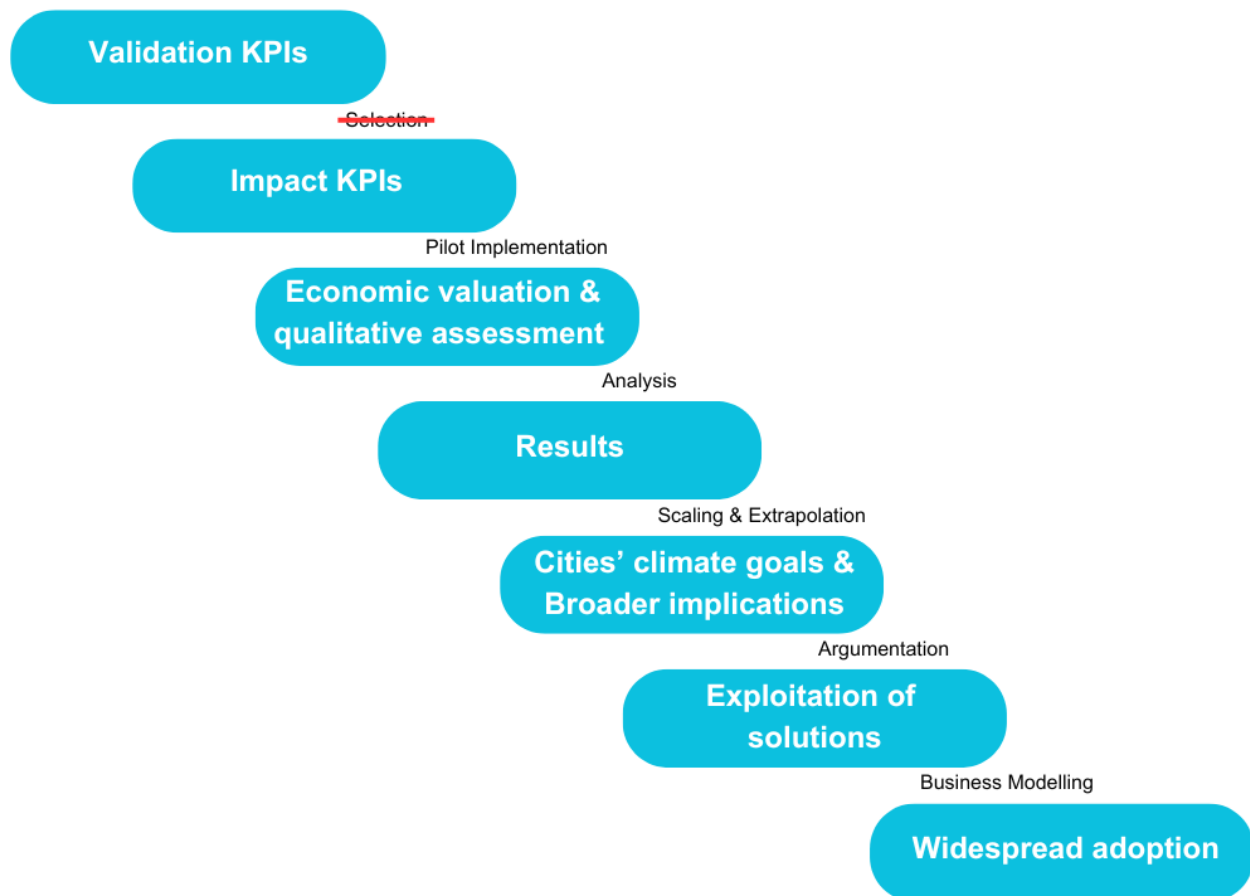 Validation KPIs
Selection
Impact KPIs
Pilot Implementation
Economic valuation &
qualitative assessment
Analysis
Results
Scaling & Extrapolation
Cities’ climate goals &
Broader implications
Argumentation
Exploitation of
solutions
Business Modelling
Widespread adoption